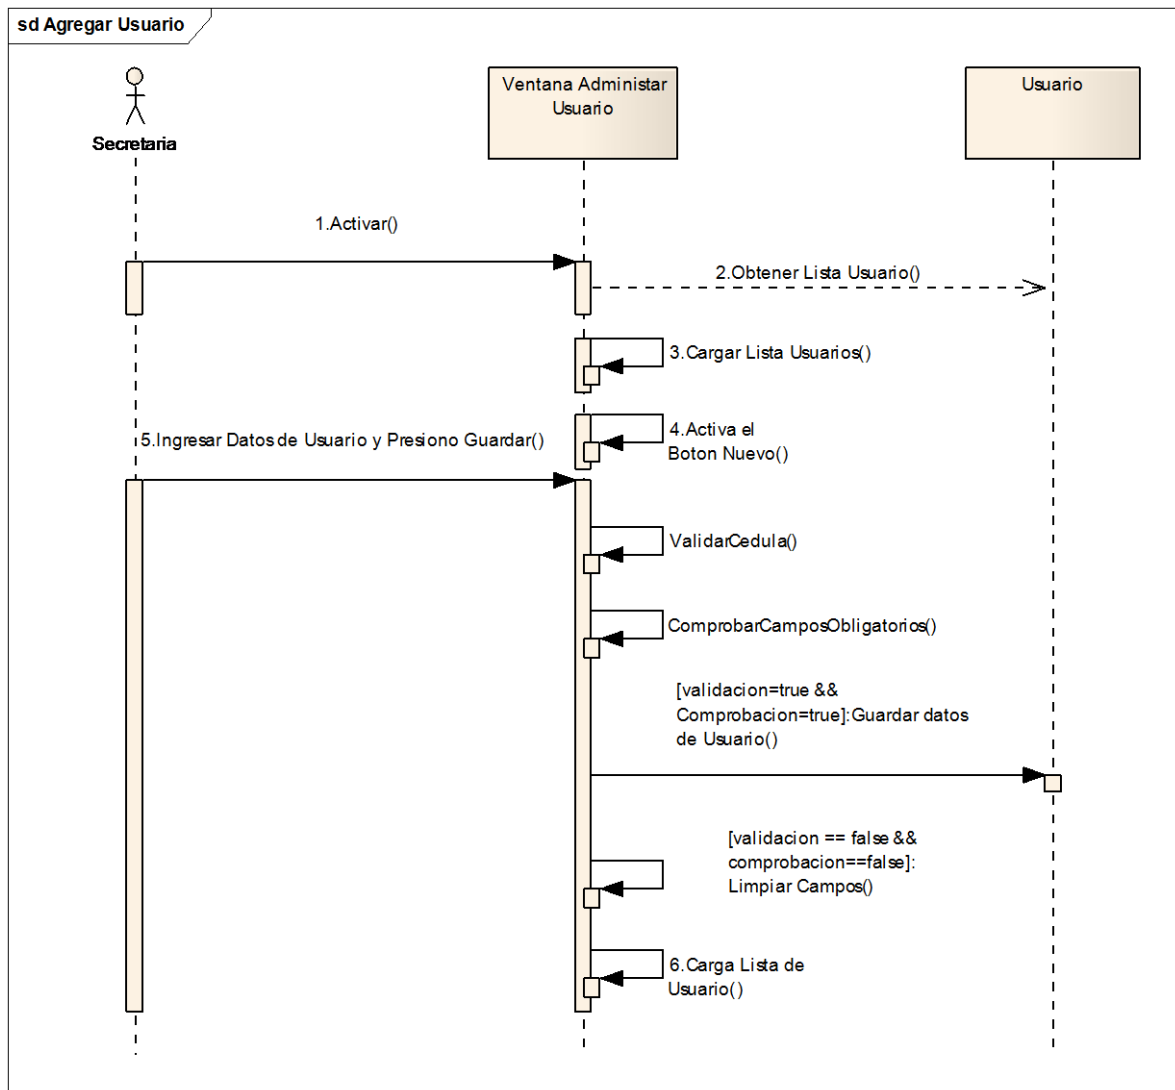 sd Agregar Usuario
Secretaria
Ventana Administar
Usuario
Usuario
1.Activar()
2.Obtener Lista Usuario()
3.Cargar Lista Usuarios()
4.Activa el
Boton Nuevo()
5.Ingresar Datos de Usuario y Presiono Guardar()
ValidarCedula()
ComprobarCamposObligatorios()
[validacion=true &&
Comprobacion=true]:Guardar datos
de Usuario()
[validacion == false &&
comprobacion==false]:
Limpiar Campos()
6.Carga Lista de
Usuario()